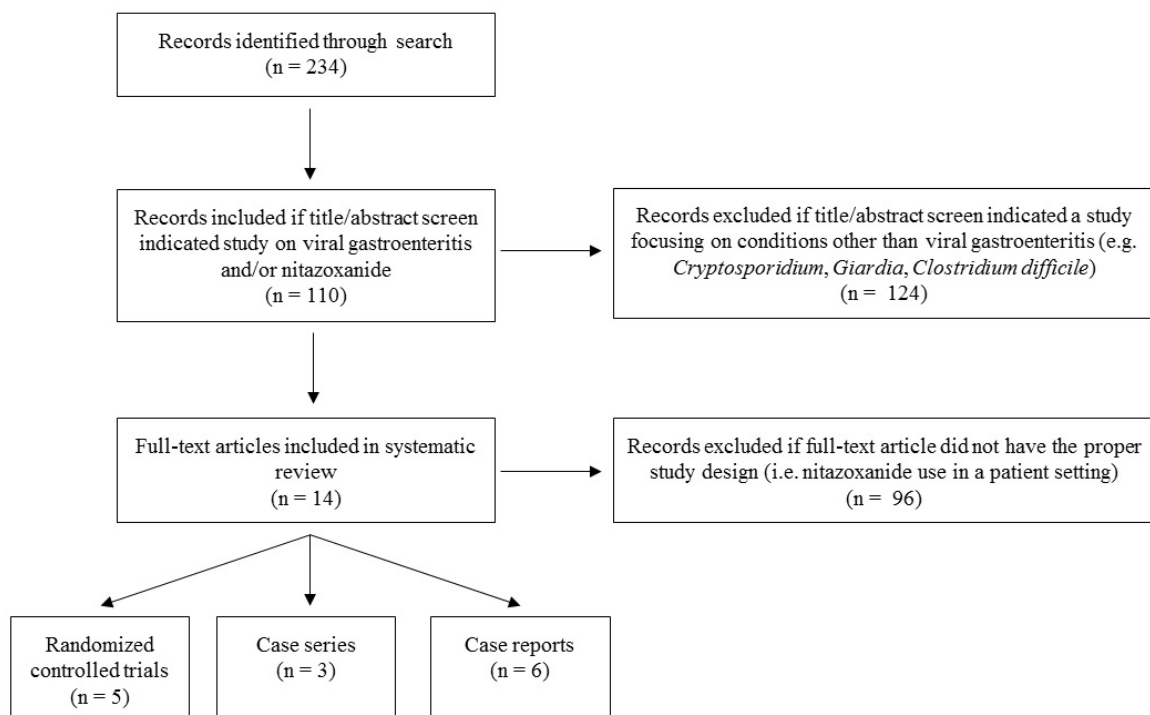 Records identified through search
(n = 234)
Records included if title/abstract screen
indicated study on viral gastroenteritis
and/or nitazoxanide
(n = 110)
Records excluded if title/abstract screen indicated a study
focusing on conditions other than viral gastroenteritis (e.g.
Cryptosporidium, Giardia, Clostridium difficile)
(n = 124)
Full-text articles included in systematic
review
(n = 14)
Records excluded if full-text article did not have the proper
study design (i.e. nitazoxanide use in a patient setting)
(n = 96)
Randomized
controlled trials
(n = 5)
Case series
(n = 3)
Case reports
(n = 6)